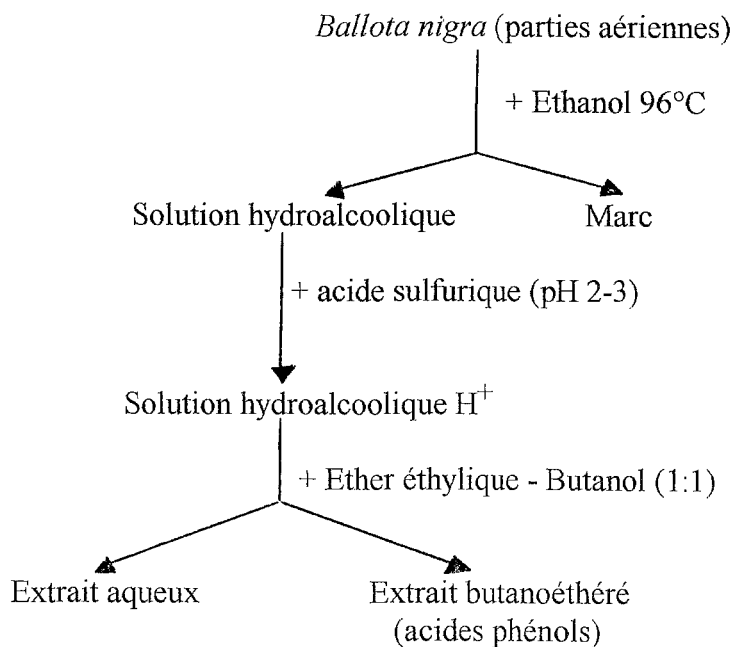 Ballota nigra (parties aériennes)
+ Ethanol 96°C
Solution hydroalcoolique
Marc
+ acide sulfurique (pH 2-3)
Solution hydroalcoolique H⁺
+ Ether éthylique - Butanol (1:1)
Extrait aqueux
Extrait butanoéthéré
(acides phénols)